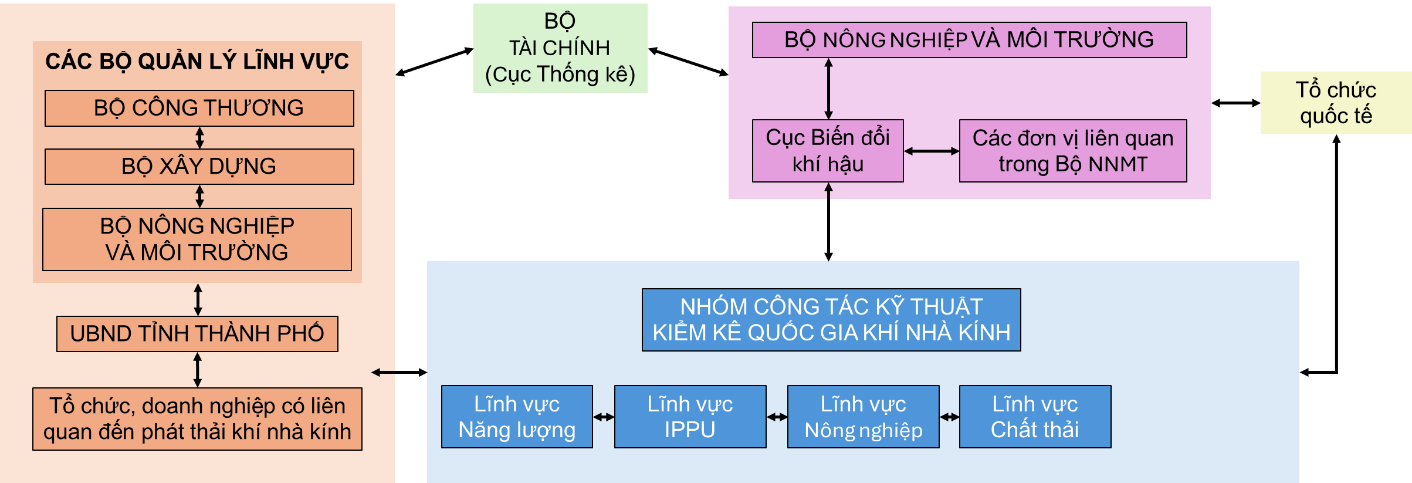 CÁC BỘ QUẢN LÝ LĨNH VỰC
BỘ CÔNG THƯƠNG
BỘ XÂY DỰNG
BỘ NÔNG NGHIỆP
VÀ MÔI TRƯỜNG
UBND TỈNH THÀNH PHỐ
Tổ chức, doanh nghiệp có liên
quan đến phát thải khí nhà kính
BỘ
TÀI CHÍNH
(Cục Thống kê)
BỘ NÔNG NGHIỆP VÀ MÔI TRƯỜNG
Cục Biến đổi
khí hậu
Các đơn vị liên quan
trong Bộ NNMT
Tổ chức
quốc tế
NHÓM CÔNG TÁC KỸ THUẬT
KIỂM KÊ QUỐC GIA KHÍ NHÀ KÍNH
Lĩnh vực
Năng lượng
Lĩnh vực
IPPU
Lĩnh vực
Nông nghiệp
Lĩnh vực
Chất thải